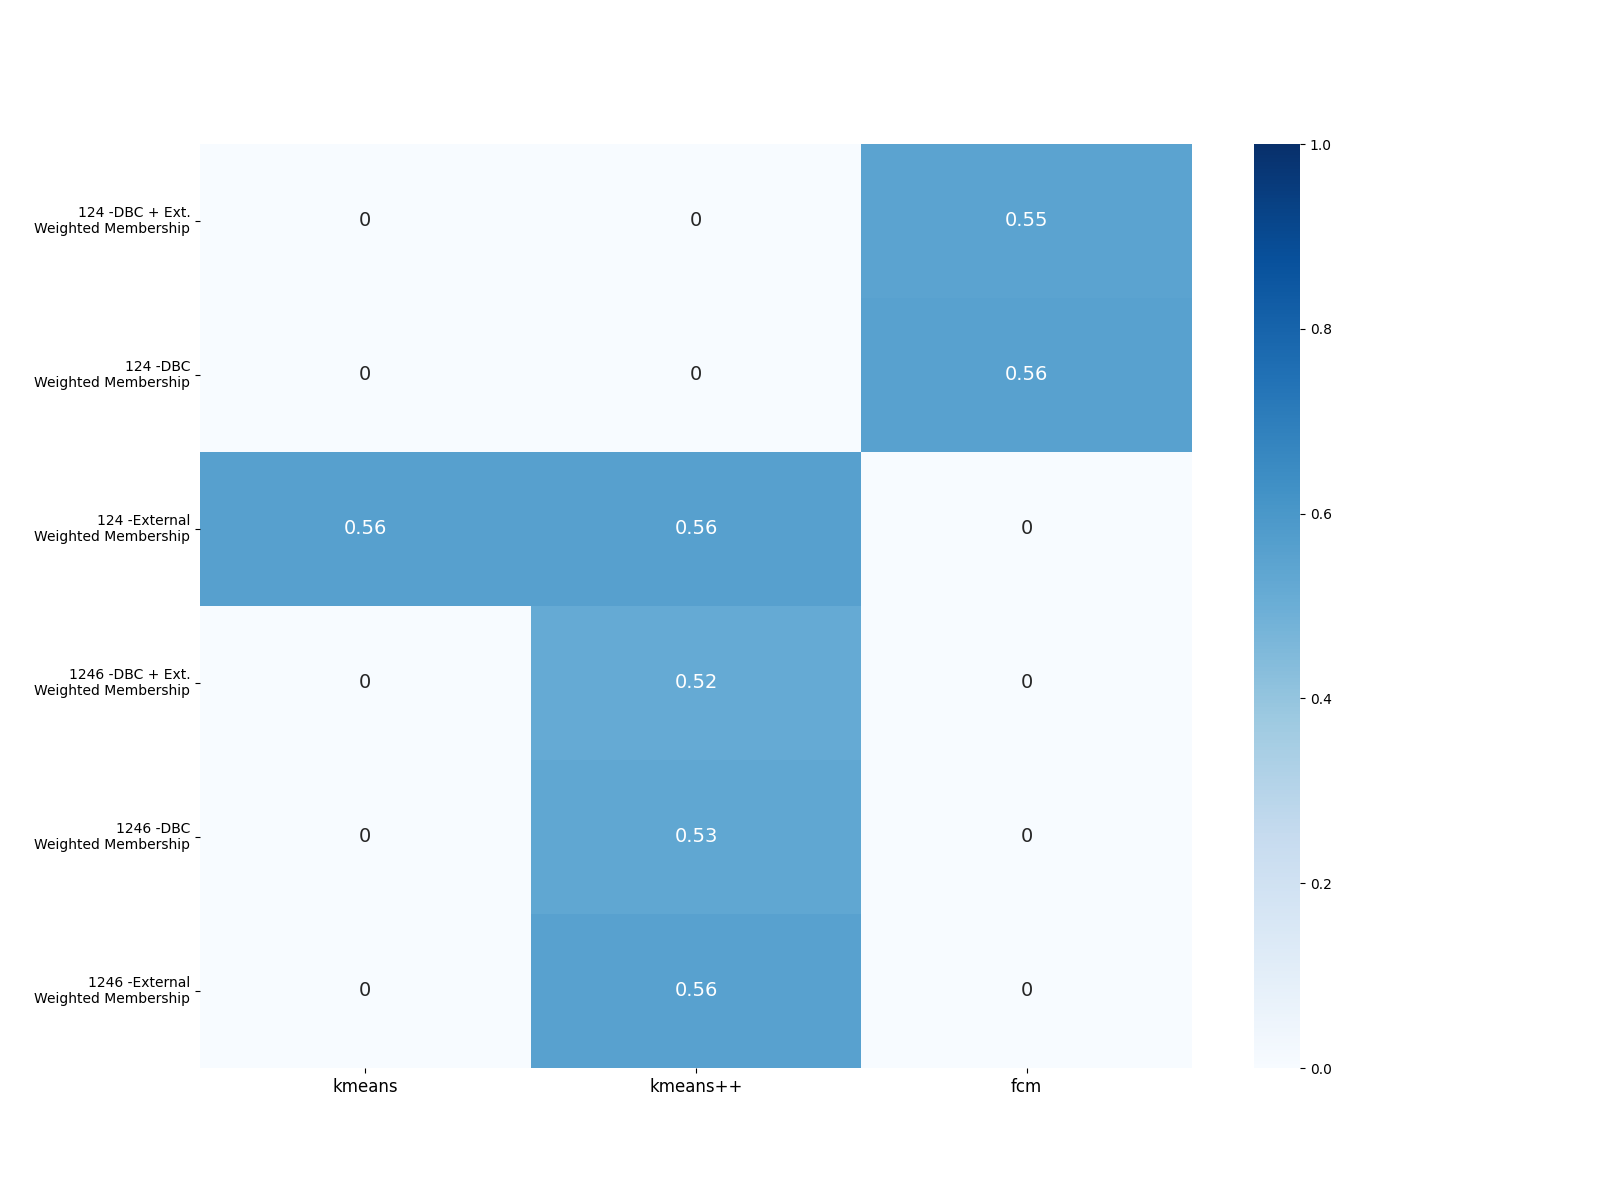 124 -DBC + Ext.
Weighted Membership
0
0
0.55
124 -DBC
Weighted Membership
0
0
0.56
124 -External
Weighted Membership
0.56
0.56
0
1246 -DBC + Ext.
Weighted Membership
0
0.52
0
1246 -DBC
Weighted Membership
0
0.53
0
1246 -External
Weighted Membership
0
0.56
0
kmeans
kmeans++
fcm
1.0
0.8
0.6
0.4
0.2
0.0